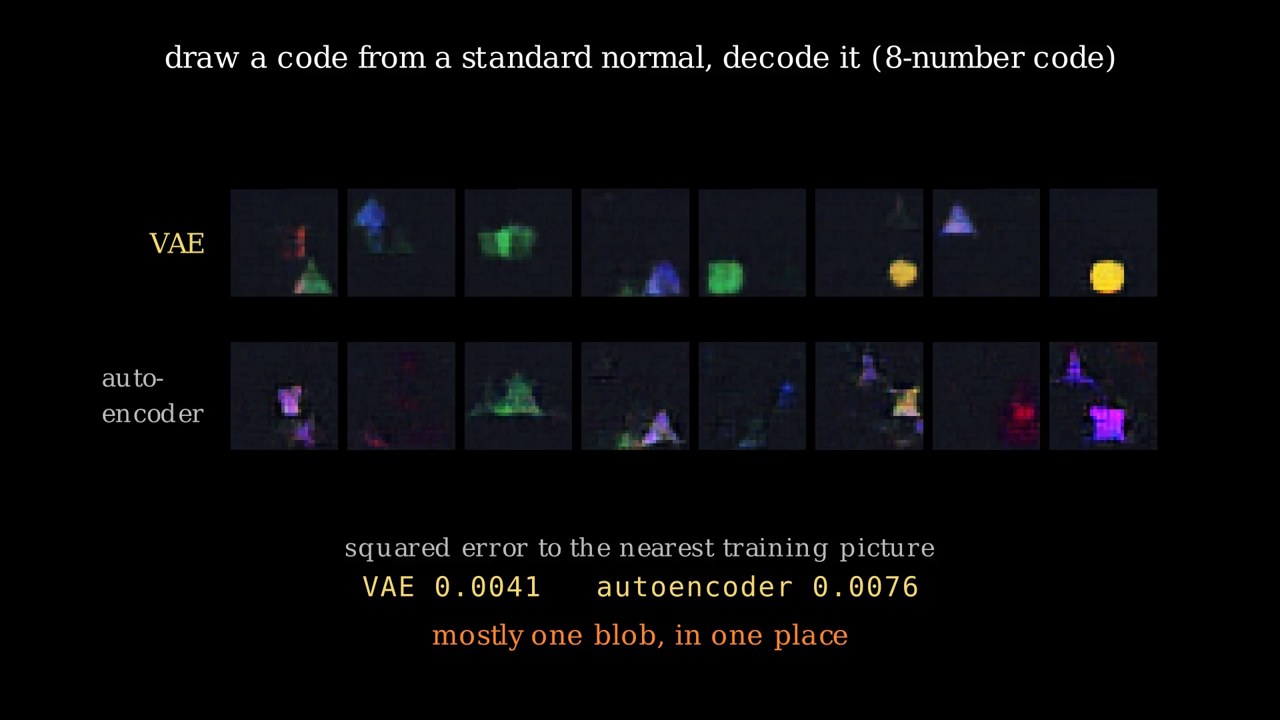 draw a code from a standard normal, decode it (8-number code)
VAE
auto-
encoder
squared error to the nearest training picture
VAE 0.0041   autoencoder 0.0076
mostly one blob, in one place